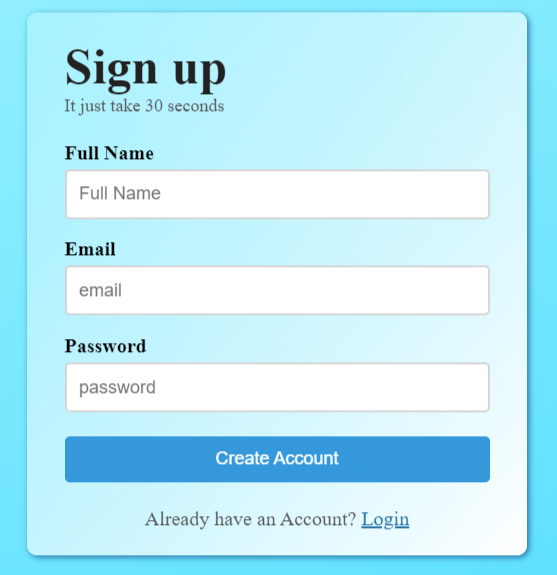 Sign up
It just take 30 seconds
Full Name
Full Name
Email
email
Password
password
Create Account
Already have an Account? Login